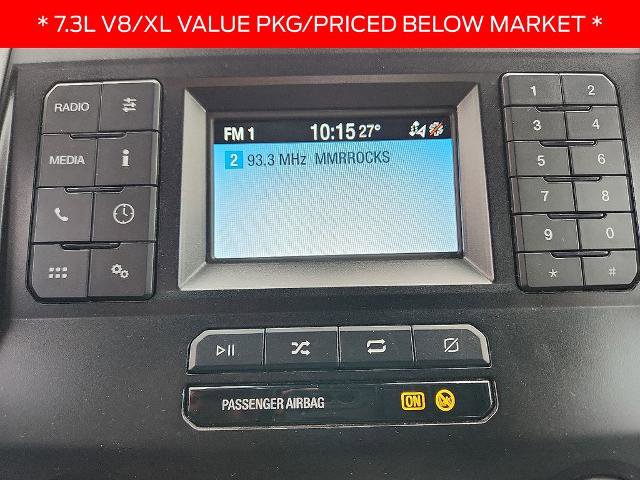 * 7.3L V8/XL VALUE PKG/PRICED BELOW MARKET *
RADIO
MEDIA
FM 1 10:15 27°
2 93.3 MHz MMRROCKS
1 2
3 4
5 6
7 8
9 0
* #
PASSENGER AIRBAG ON